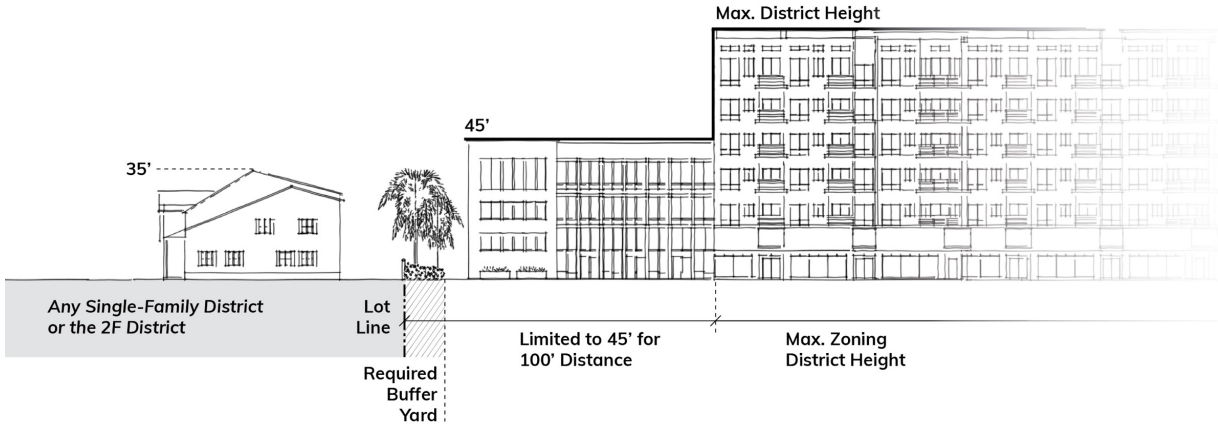 Max. District Height
45’
35’
Any Single-Family District
or the 2F District
Lot
Line
Limited to 45’ for
100’ Distance
Max. Zoning
District Height
Required
Buffer
Yard